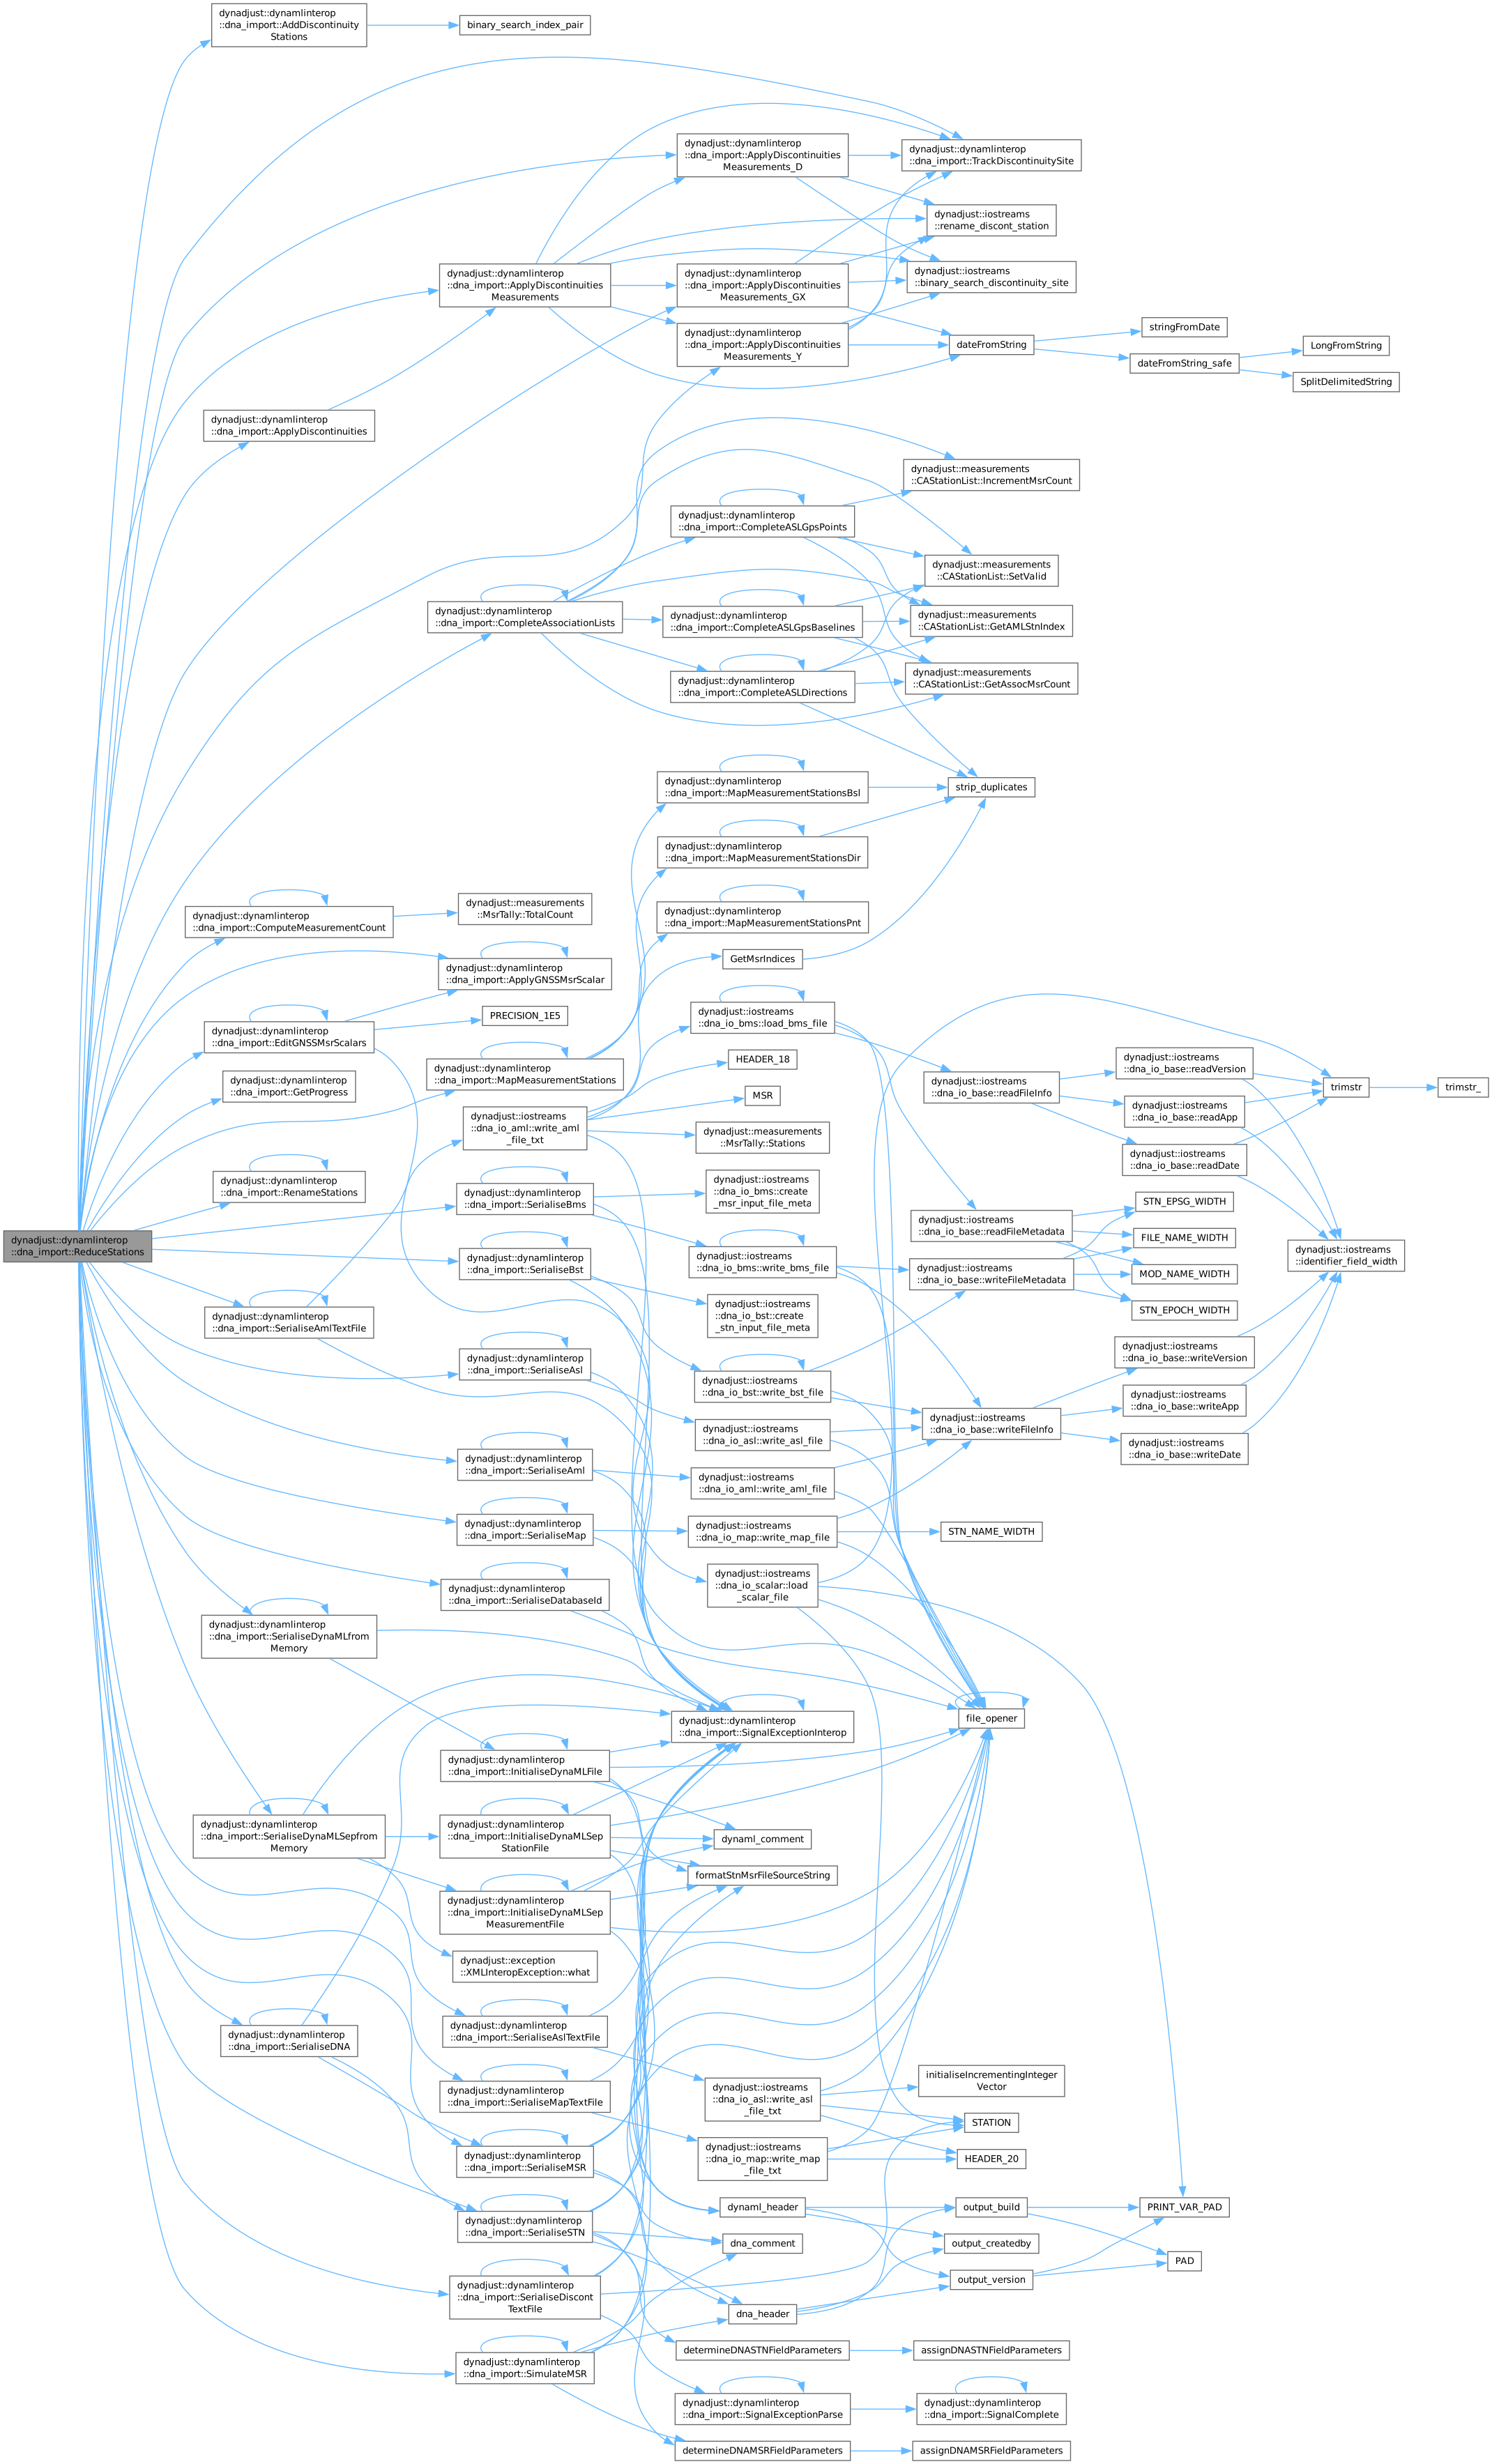 dynadjust::dynamlinterop
::dna_import::ReduceStations
dynadjust::dynamlinterop
::dna_import::AddDiscontinuity
Stations
binary_search_index_pair
dynadjust::dynamlinterop
::dna_import::ApplyDiscontinuities
dynadjust::dynamlinterop
::dna_import::ApplyDiscontinuities
Measurements
dynadjust::dynamlinterop
::dna_import::ApplyDiscontinuities
Measurements_D
dynadjust::dynamlinterop
::dna_import::ApplyDiscontinuities
Measurements_GX
dynadjust::dynamlinterop
::dna_import::ApplyDiscontinuities
Measurements_Y
dynadjust::dynamlinterop
::dna_import::TrackDiscontinuitySite
dynadjust::iostreams
::rename_discont_station
dynadjust::iostreams
::binary_search_discontinuity_site
dateFromString
stringFromDate
dateFromString_safe
LongFromString
SplitDelimitedString
dynadjust::dynamlinterop
::dna_import::CompleteAssociationLists
dynadjust::dynamlinterop
::dna_import::CompleteASLGpsPoints
dynadjust::dynamlinterop
::dna_import::CompleteASLGpsBaselines
dynadjust::dynamlinterop
::dna_import::CompleteASLDirections
dynadjust::measurements
::CAStationList::IncrementMsrCount
dynadjust::measurements
::CAStationList::SetValid
dynadjust::measurements
::CAStationList::GetAMLStnIndex
dynadjust::measurements
::CAStationList::GetAssocMsrCount
strip_duplicates
dynadjust::dynamlinterop
::dna_import::MapMeasurementStationsBsl
dynadjust::dynamlinterop
::dna_import::MapMeasurementStationsDir
dynadjust::dynamlinterop
::dna_import::MapMeasurementStationsPnt
GetMsrIndices
dynadjust::dynamlinterop
::dna_import::ComputeMeasurementCount
dynadjust::measurements
::MsrTally::TotalCount
dynadjust::dynamlinterop
::dna_import::ApplyGNSSMsrScalar
PRECISION_1E5
dynadjust::dynamlinterop
::dna_import::EditGNSSMsrScalars
dynadjust::dynamlinterop
::dna_import::GetProgress
dynadjust::dynamlinterop
::dna_import::MapMeasurementStations
dynadjust::iostreams
::dna_io_aml::write_aml
_file_txt
dynadjust::iostreams
::dna_io_bms::load_bms_file
HEADER_18
MSR
dynadjust::measurements
::MsrTally::Stations
dynadjust::dynamlinterop
::dna_import::RenameStations
dynadjust::dynamlinterop
::dna_import::SerialiseBms
dynadjust::iostreams
::dna_io_bms::create
_msr_input_file_meta
dynadjust::iostreams
::dna_io_bms::write_bms_file
dynadjust::dynamlinterop
::dna_import::SerialiseBst
dynadjust::iostreams
::dna_io_bst::create
_stn_input_file_meta
dynadjust::iostreams
::dna_io_bst::write_bst_file
dynadjust::iostreams
::dna_io_base::readFileInfo
dynadjust::iostreams
::dna_io_base::readVersion
dynadjust::iostreams
::dna_io_base::readApp
dynadjust::iostreams
::dna_io_base::readDate
trimstr
trimstr_
dynadjust::iostreams
::dna_io_base::readFileMetadata
dynadjust::iostreams
::dna_io_base::writeFileMetadata
STN_EPSG_WIDTH
FILE_NAME_WIDTH
MOD_NAME_WIDTH
STN_EPOCH_WIDTH
dynadjust::iostreams
::identifier_field_width
dynadjust::iostreams
::dna_io_base::writeVersion
dynadjust::iostreams
::dna_io_base::writeApp
dynadjust::iostreams
::dna_io_base::writeDate
dynadjust::iostreams
::dna_io_base::writeFileInfo
dynadjust::dynamlinterop
::dna_import::SerialiseAmlTextFile
dynadjust::dynamlinterop
::dna_import::SerialiseAsl
dynadjust::iostreams
::dna_io_asl::write_asl_file
dynadjust::dynamlinterop
::dna_import::SerialiseAml
dynadjust::iostreams
::dna_io_aml::write_aml_file
dynadjust::dynamlinterop
::dna_import::SerialiseMap
dynadjust::iostreams
::dna_io_map::write_map_file
STN_NAME_WIDTH
dynadjust::iostreams
::dna_io_scalar::load
_scalar_file
dynadjust::dynamlinterop
::dna_import::SerialiseDatabaseId
dynadjust::dynamlinterop
::dna_import::SerialiseDynaMLfrom
Memory
dynadjust::dynamlinterop
::dna_import::SignalExceptionInterop
file_opener
dynadjust::dynamlinterop
::dna_import::InitialiseDynaMLFile
dynadjust::dynamlinterop
::dna_import::SerialiseDynaMLSepfrom
Memory
dynadjust::dynamlinterop
::dna_import::InitialiseDynaMLSep
StationFile
dynaml_comment
formatStnMsrFileSourceString
dynadjust::dynamlinterop
::dna_import::InitialiseDynaMLSep
MeasurementFile
dynadjust::exception
::XMLInteropException::what
dynadjust::dynamlinterop
::dna_import::SerialiseDNA
dynadjust::dynamlinterop
::dna_import::SerialiseAslTextFile
dynadjust::dynamlinterop
::dna_import::SerialiseMapTextFile
dynadjust::iostreams
::dna_io_asl::write_asl
_file_txt
initialiseIncrementingInteger
Vector
STATION
HEADER_20
dynadjust::iostreams
::dna_io_map::write_map
_file_txt
dynadjust::dynamlinterop
::dna_import::SerialiseMSR
dynadjust::dynamlinterop
::dna_import::SerialiseSTN
dynaml_header
output_build
PRINT_VAR_PAD
dna_comment
output_createdby
PAD
output_version
dynadjust::dynamlinterop
::dna_import::SerialiseDiscont
TextFile
dna_header
determineDNASTNFieldParameters
assignDNASTNFieldParameters
dynadjust::dynamlinterop
::dna_import::SimulateMSR
dynadjust::dynamlinterop
::dna_import::SignalExceptionParse
dynadjust::dynamlinterop
::dna_import::SignalComplete
determineDNAMSRFieldParameters
assignDNAMSRFieldParameters